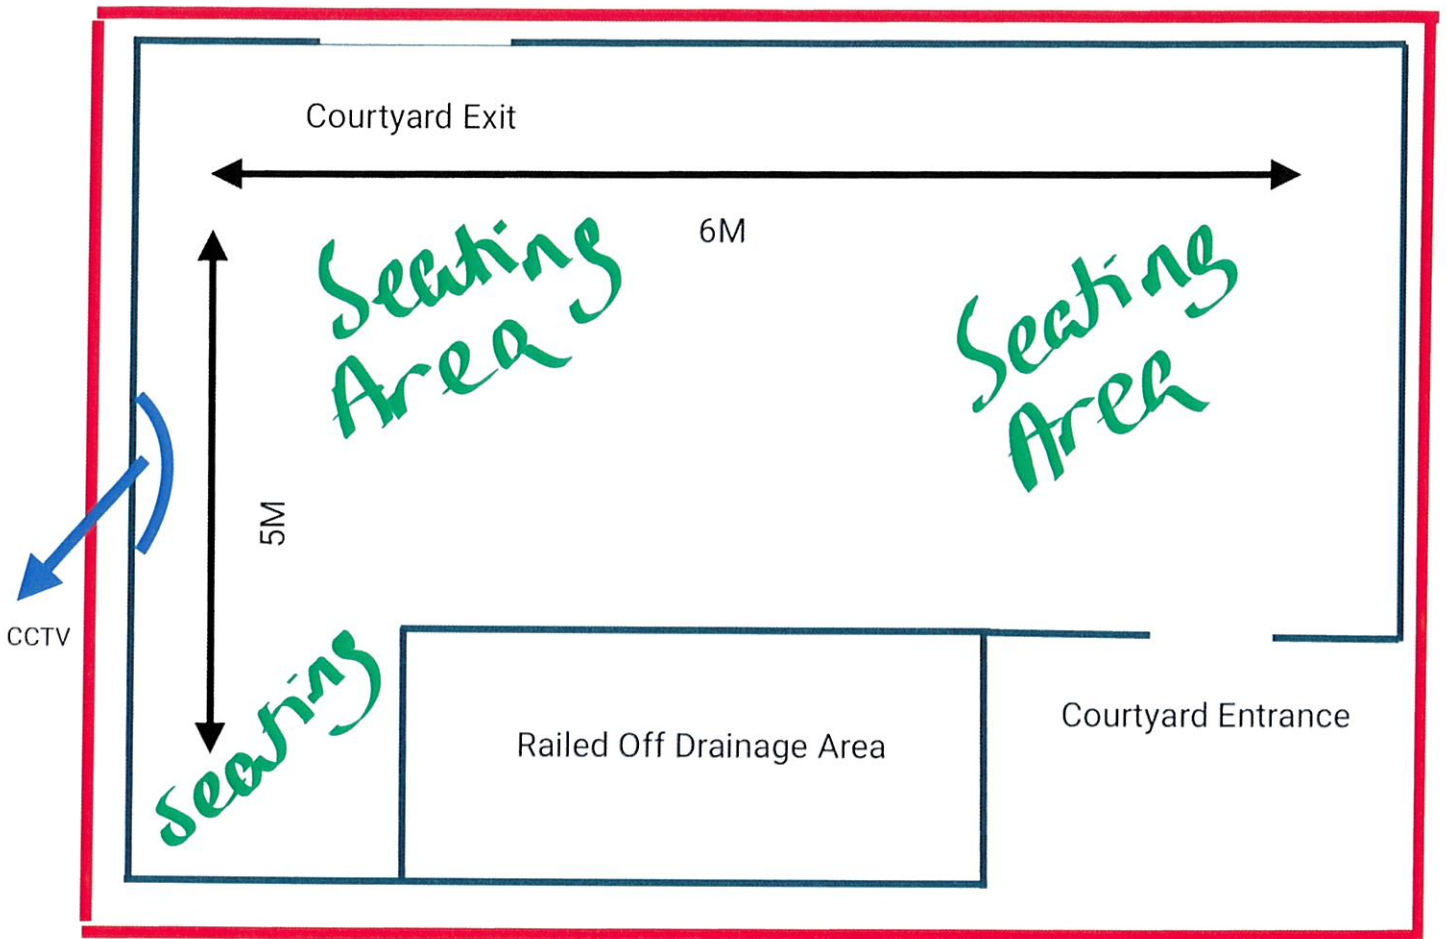 Courtyard Exit
6M
Seating
Area
Seating
Area
5M
CCTV
seating
Railed Off Drainage Area
Courtyard Entrance